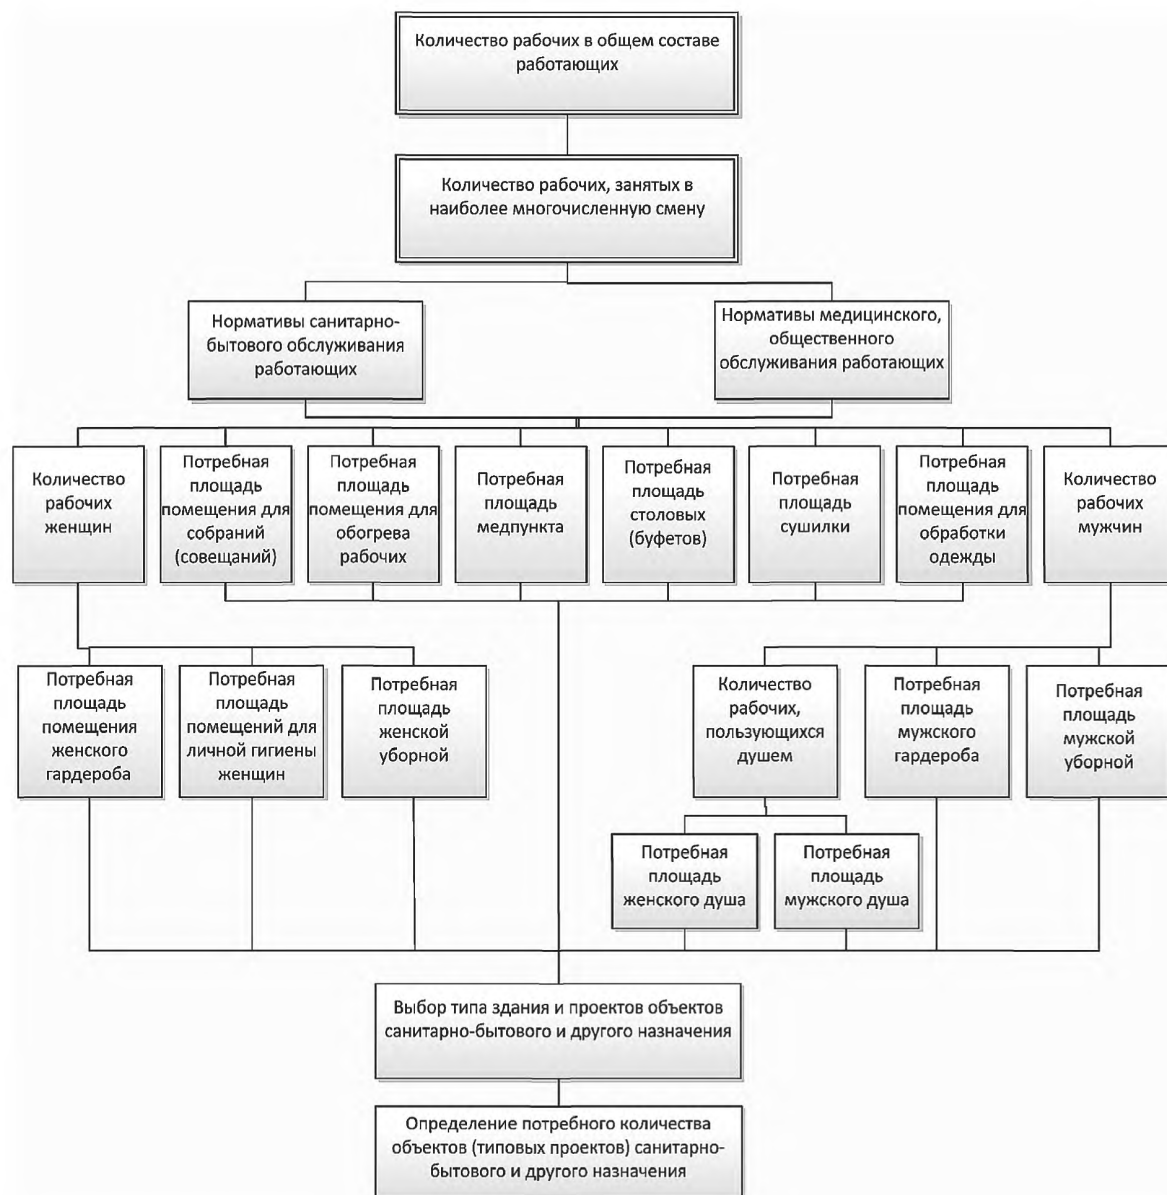 Количество рабочих в общем составе
работающих
Количество рабочих, занятых в
наиболее многочисленную смену
Нормативы санитарно-
бытового обслуживания
работающих
Нормативы медицинского,
общественного
обслуживания работающих
Количество
рабочих
женщин
Потребная
площадь
помещения для
собраний
(совещаний)
Потребная
площадь
помещения для
обогрева
рабочих
Потребная
площадь
медпункта
Потребная
площадь
столовых
(буфетов)
Потребная
площадь
сушилки
Потребная
площадь
помещения для
обработки
одежды
Количество
рабочих
мужчин
Потребная
площадь
помещения
женского
гардероба
Потребная
площадь
помещений для
личной гигиены
женщин
Потребная
площадь
женской
уборной
Количество
рабочих,
пользующихся
душем
Потребная
площадь
мужского
гардероба
Потребная
площадь
мужской
уборной
Потребная
площадь
женского душа
Потребная
площадь
мужского душа
Выбор типа здания и проектов объектов
санитарно-бытового и другого назначения
Определение потребного количества
объектов (типовых проектов) санитарно-
бытового и другого назначения